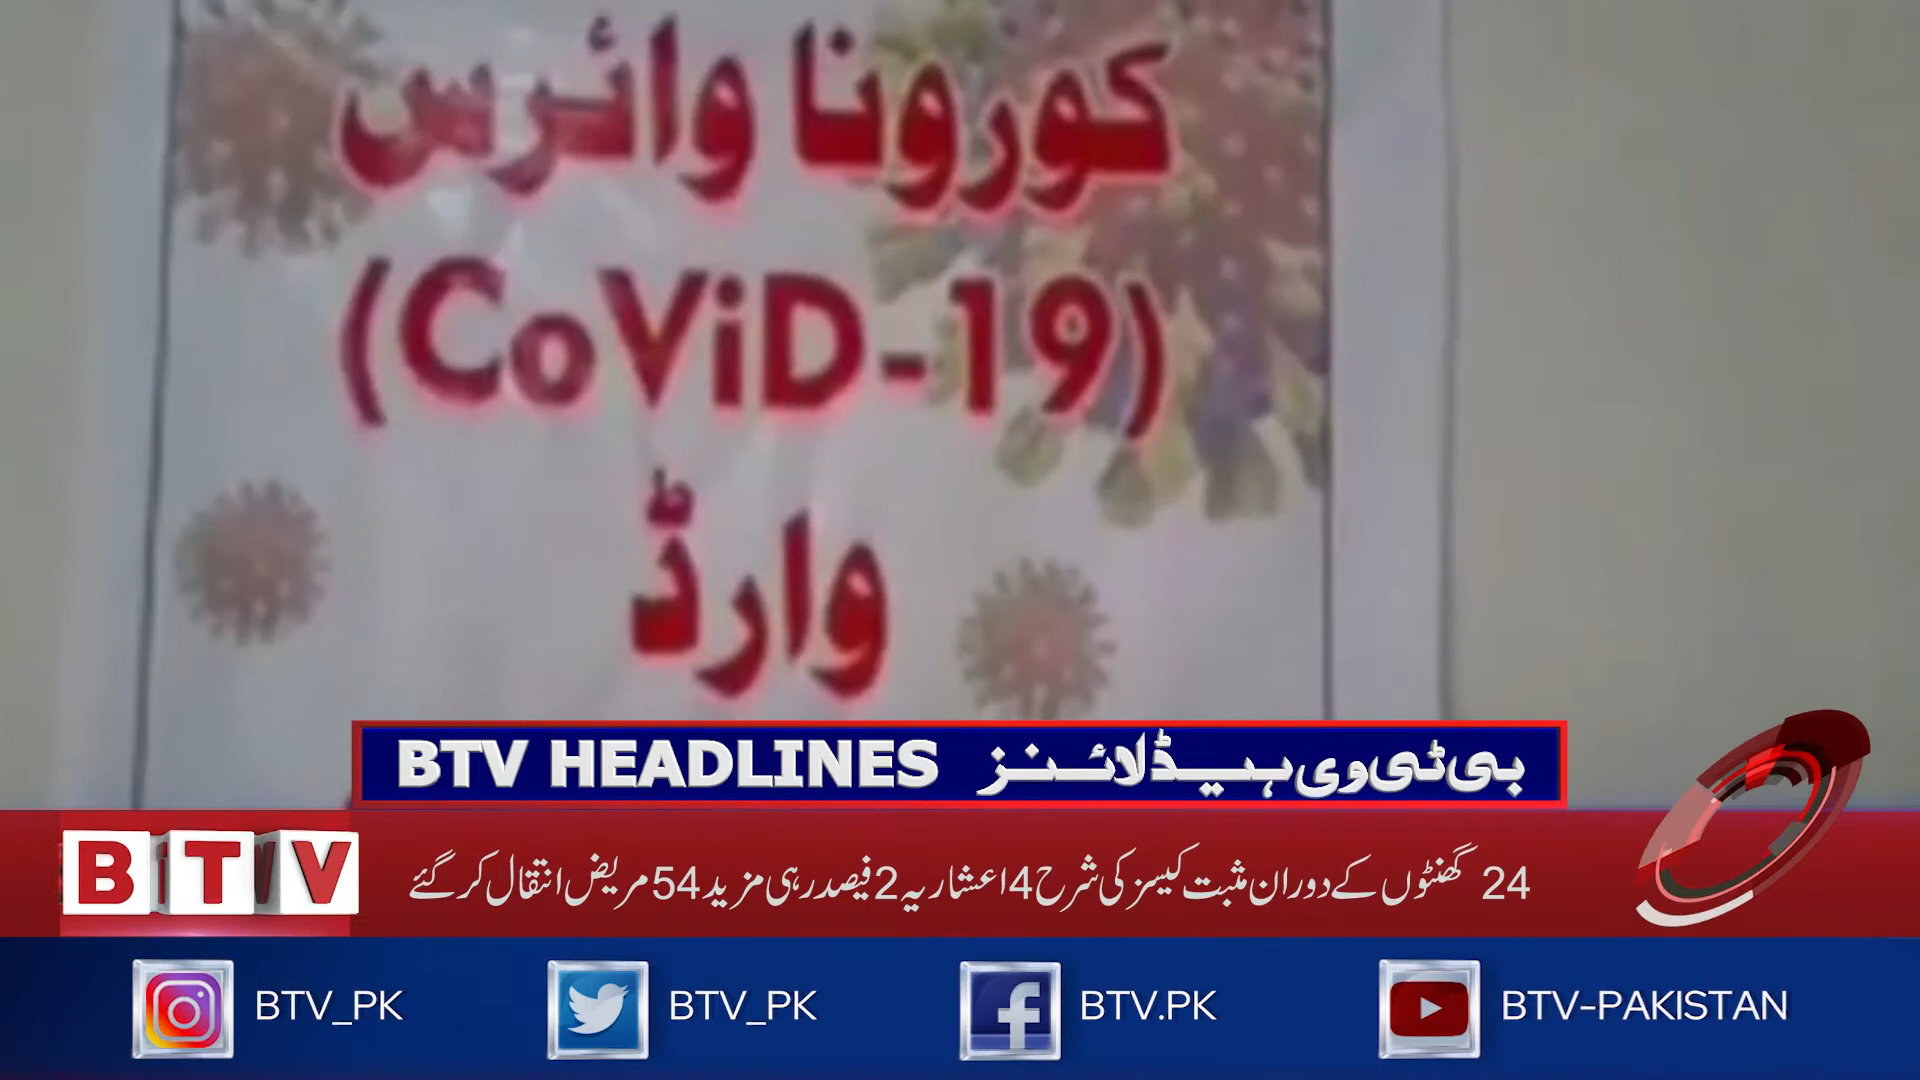 کورونا وائرس
(CoViD-19)
وارڈ
BTV HEADLINES بی ٹی وی ہیڈلائنز
BTV
24 گھنٹوں کے دوران مثبت کیسز کی شرح 4 اعشاریہ 2 فیصد رہی مزید 54 مریض انتقال کر گئے
BTV_PK BTV_PK BTV.PK BTV-PAKISTAN